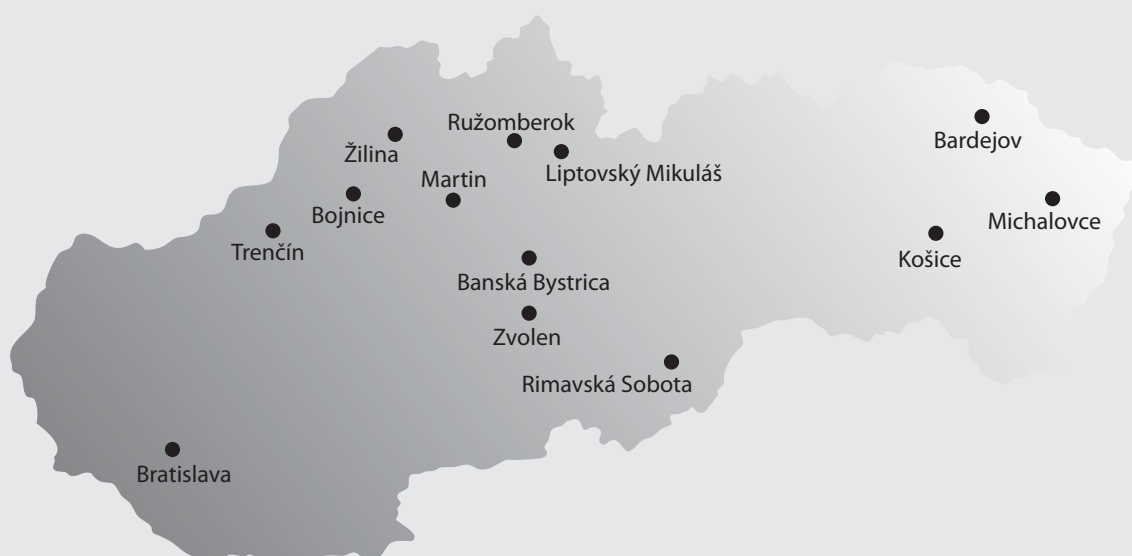 Ružomberok
Bardejov
Žilina
Liptovský Mikuláš
Martin
Bojnice
Michalovce
Trenčín
Košice
Banská Bystrica
Zvolen
Rimavská Sobota
Bratislava